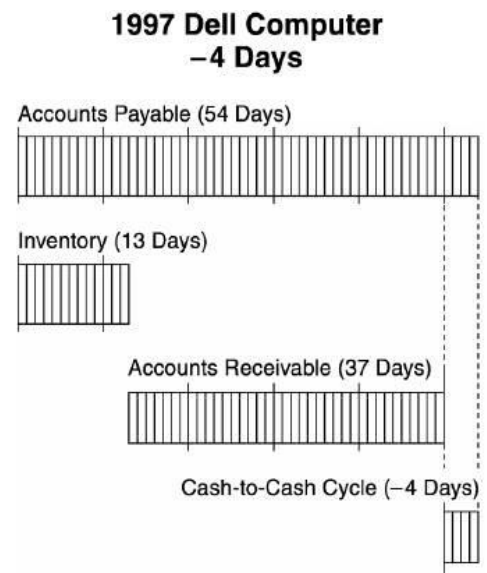 1997 Dell Computer
–4 Days
Accounts Payable (54 Days)
Inventory (13 Days)
Accounts Receivable (37 Days)
Cash-to-Cash Cycle (–4 Days)